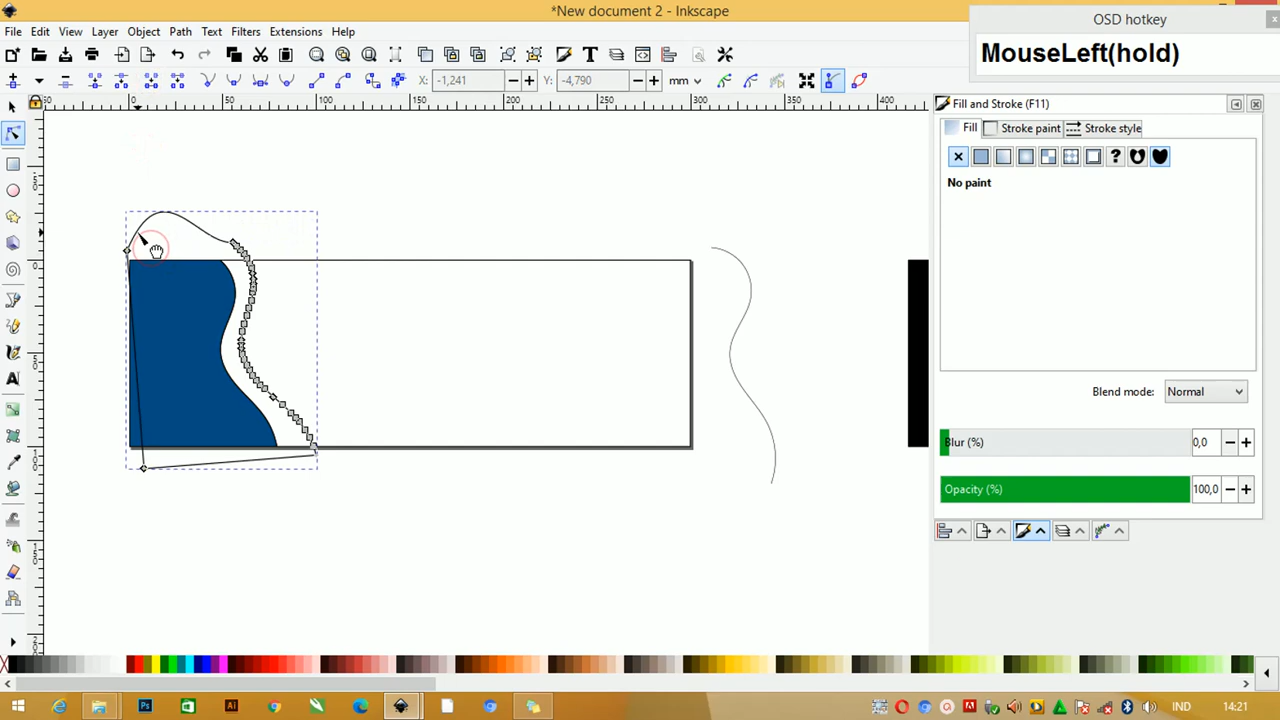 *New document 2 - Inkscape
OSD hotkey
MouseLeft(hold)
File Edit View Layer Object Path Text Filters Extensions Help
X: -1,241 Y: -4,790 mm
0 50 100 200 250 300 350 400
Fill and Stroke (F11)
Fill Stroke paint Stroke style
?
No paint
Blend mode: Normal
Blur (%) 0,0
Opacity (%) 100,0
IND 14:21